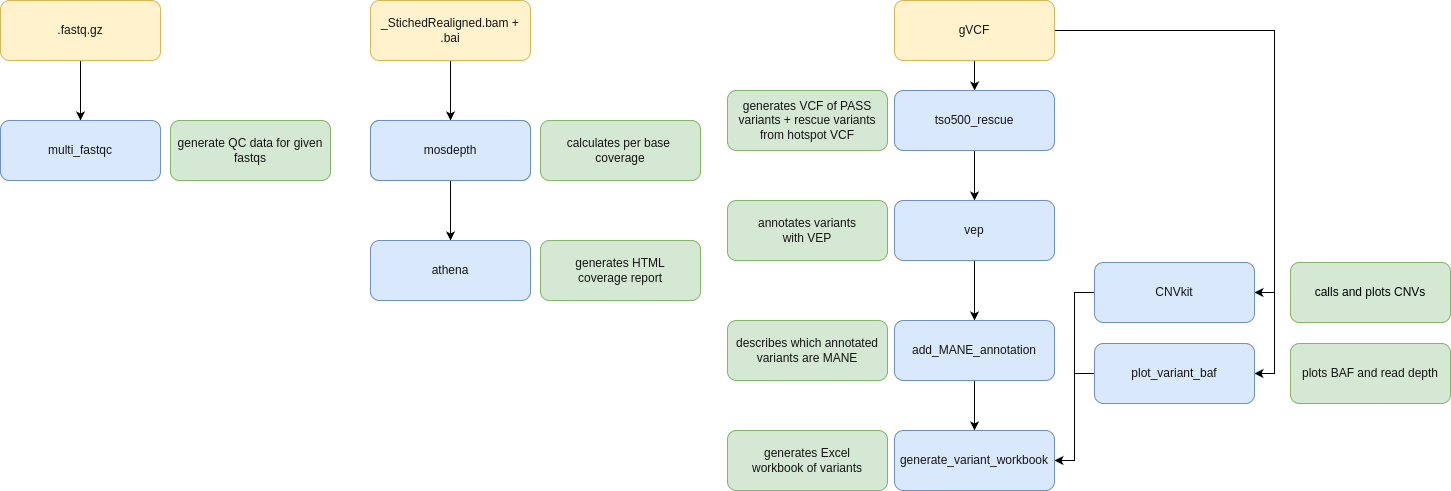 .fastq.gz
_StichedRealigned.bam +
.bai
gVCF
generates VCF of PASS
variants + rescue variants
from hotspot VCF
tso500_rescue
multi_fastqc
generate QC data for given
fastqs
mosdepth
calculates per base
coverage
annotates variants
with VEP
vep
athena
generates HTML
coverage report
CNVkit
calls and plots CNVs
describes which annotated
variants are MANE
add_MANE_annotation
plot_variant_baf
plots BAF and read depth
generates Excel
workbook of variants
generate_variant_workbook